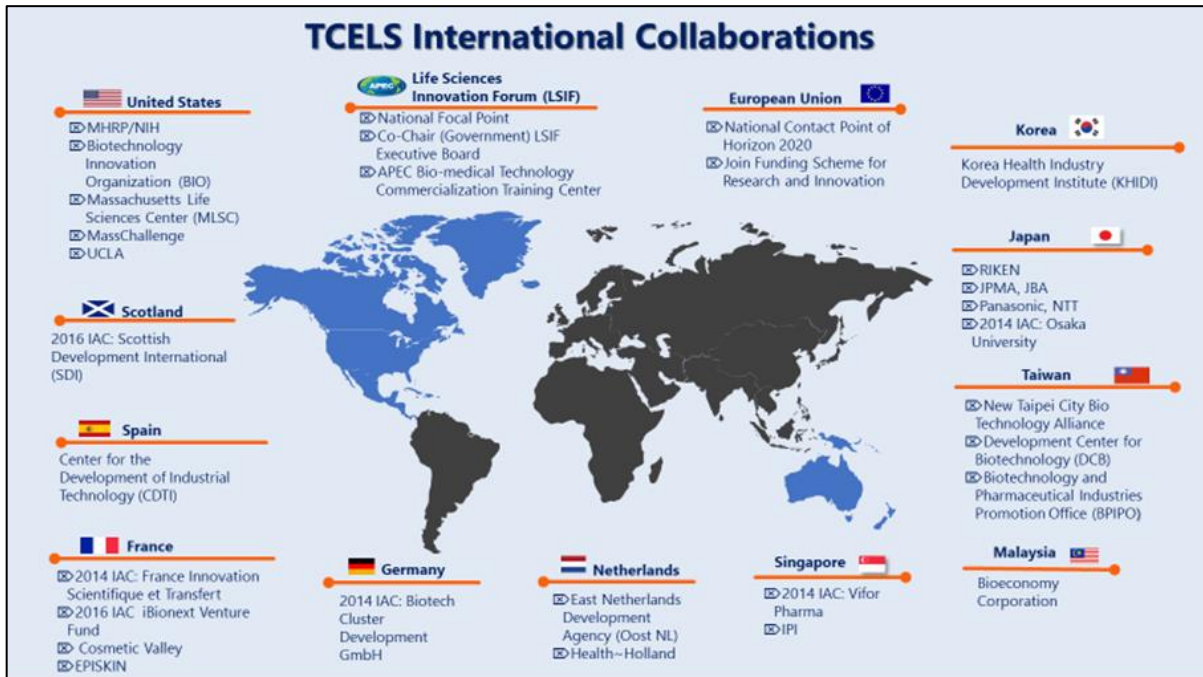 TCELS International Collaborations
United States
MHRP/NIH
Biotechnology
Innovation
Organization (BIO)
Massachusetts Life
Sciences Center (MLSC)
MassChallenge
UCLA
APEC
Life Sciences
Innovation Forum (LSIF)
National Focal Point
Co-Chair (Government) LSIF
Executive Board
APEC Bio-medical Technology
Commercialization Training Center
European Union
National Contact Point of
Horizon 2020
Join Funding Scheme for
Research and Innovation
Korea
Korea Health Industry
Development Institute (KHIDI)
Japan
RIKEN
JPMA, JBA
Panasonic, NTT
2014 IAC: Osaka
University
Scotland
2016 IAC: Scottish
Development International
(SDI)
Taiwan
New Taipei City Bio
Technology Alliance
Development Center for
Biotechnology (DCB)
Biotechnology and
Pharmaceutical Industries
Promotion Office (BPIPO)
Spain
Center for the
Development of Industrial
Technology (CDTI)
France
2014 IAC: France Innovation
Scientifique et Transfert
2016 IAC iBionext Venture
Fund
Cosmetic Valley
EPISKIN
Germany
2014 IAC: Biotech
Cluster
Development
GmbH
Netherlands
East Netherlands
Development
Agency (Oost NL)
Health~Holland
Singapore
2014 IAC: Vifor
Pharma
IPI
Malaysia
Bioeconomy
Corporation